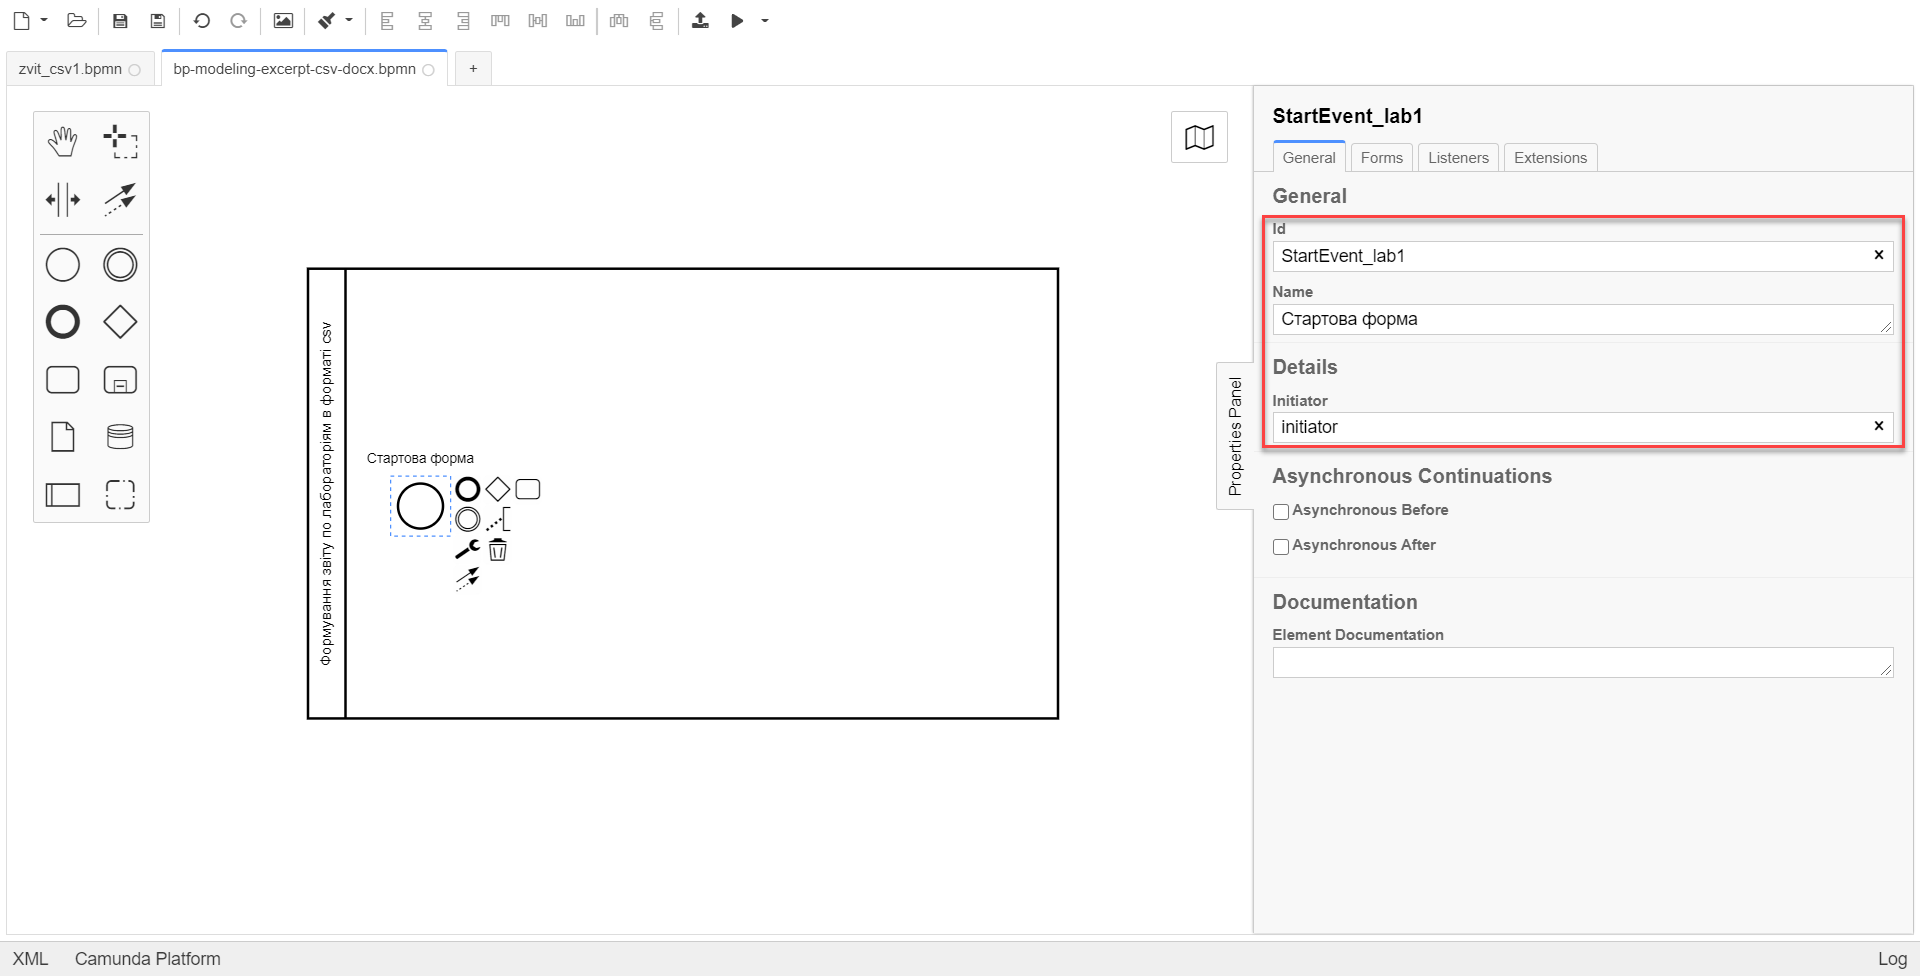 zvit_csv1.bpmn
bp-modeling-excerpt-csv-docx.bpmn
+
Формування звіту по лабораторіям в форматі csv
Стартова форма
Properties Panel
StartEvent_lab1
General
Forms
Listeners
Extensions
General
Id
StartEvent_lab1
Name
Стартова форма
Details
Initiator
initiator
Asynchronous Continuations
Asynchronous Before
Asynchronous After
Documentation
Element Documentation
XML
Camunda Platform
Log